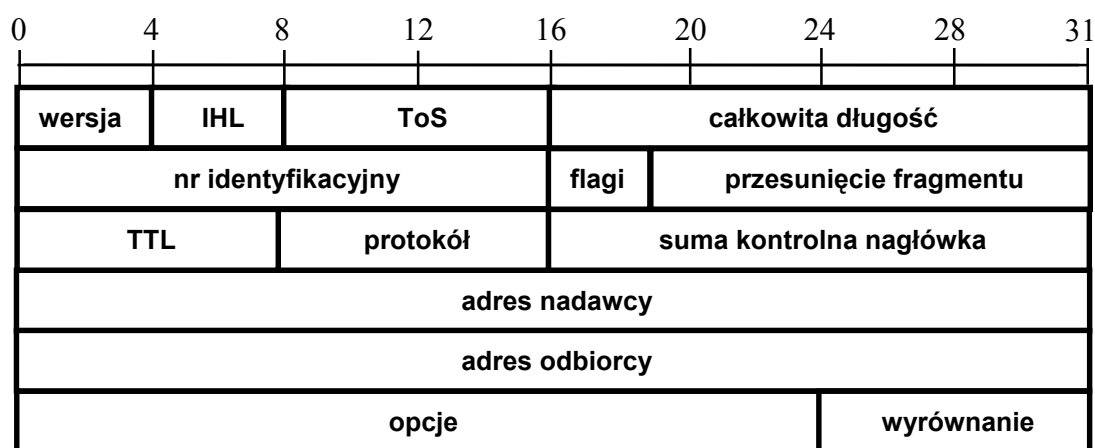 0 4 8 12 16 20 24 28 31
wersja IHL ToS całkowita długość
nr identyfikacyjny flagi przesunięcie fragmentu
TTL protokół suma kontrolna nagłówka
adres nadawcy
adres odbiorcy
opcje wyrównanie